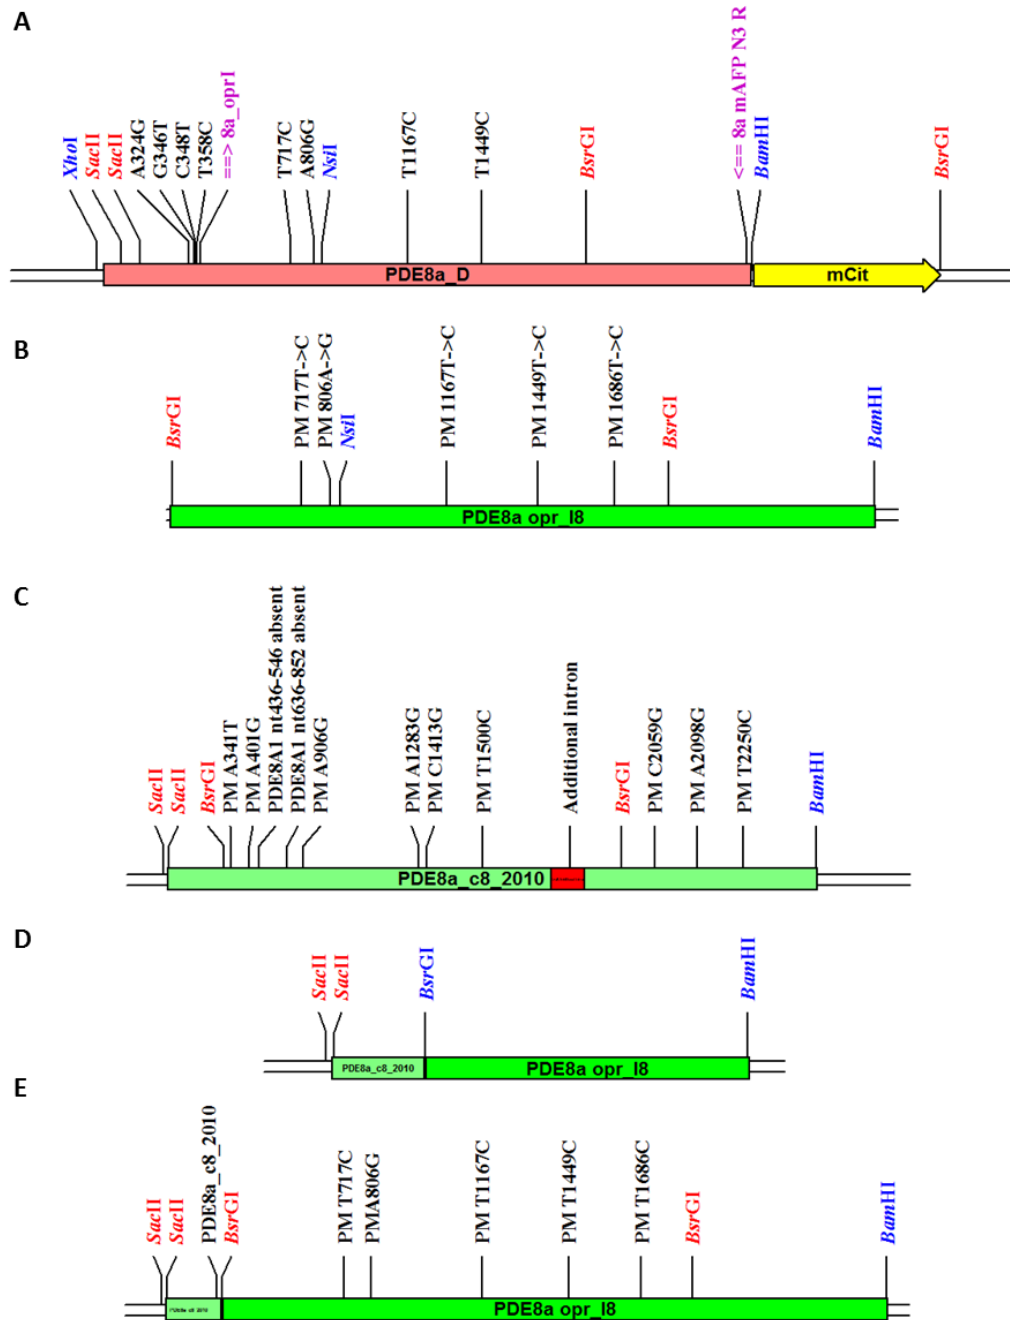 A
XhoI
SacII
SacII
A324G
G346T
C348T
T358C
==> 8a_oprI
T717C
A806G
NsiI
T1167C
T1449C
BsrGI
<== 8a mAFP N3 R
BamHI
BsrGI
PDE8a_D
mCit
B
BsrGI
PM 717T->C
PM 806A->G
NsiI
PM 1167T->C
PM 1449T->C
PM 1686T->C
BsrGI
BamHI
PDE8a opr_I8
C
SacII
SacII
BsrGI
PM A341T
PM A401G
PDE8A1 nt436-546 absent
PDE8A1 nt636-852 absent
PM A906G
PM A1283G
PM C1413G
PM T1500C
Additional intron
BsrGI
PM C2059G
PM A2098G
PM T2250C
BamHI
PDE8a_c8_2010
D
SacII
SacII
BsrGI
BamHI
PDE8a_c8_2010
PDE8a opr_I8
E
SacII
SacII
PDE8a_c8_2010
BsrGI
PM T717C
PMA806G
PM T1167C
PM T1449C
PM T1686C
BsrGI
BamHI
PDE8a c8 2010
PDE8a opr_I8